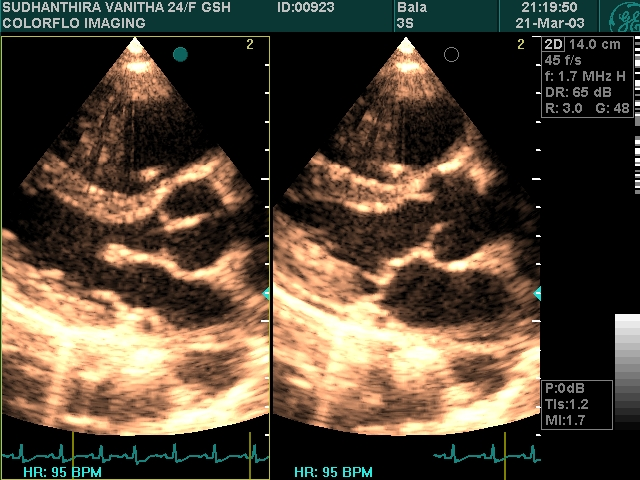 SUDHANTHIRA VANITHA 24/F GSH
COLORFLO IMAGING
ID:00923
Bala
3S
21:19:50
21-Mar-03
2
2
2D 14.0 cm
45 f/s
f: 1.7 MHz H
DR: 65 dB
R: 3.0 G: 48
P:0dB
TIs:1.2
MI:1.7
HR: 95 BPM
HR: 95 BPM